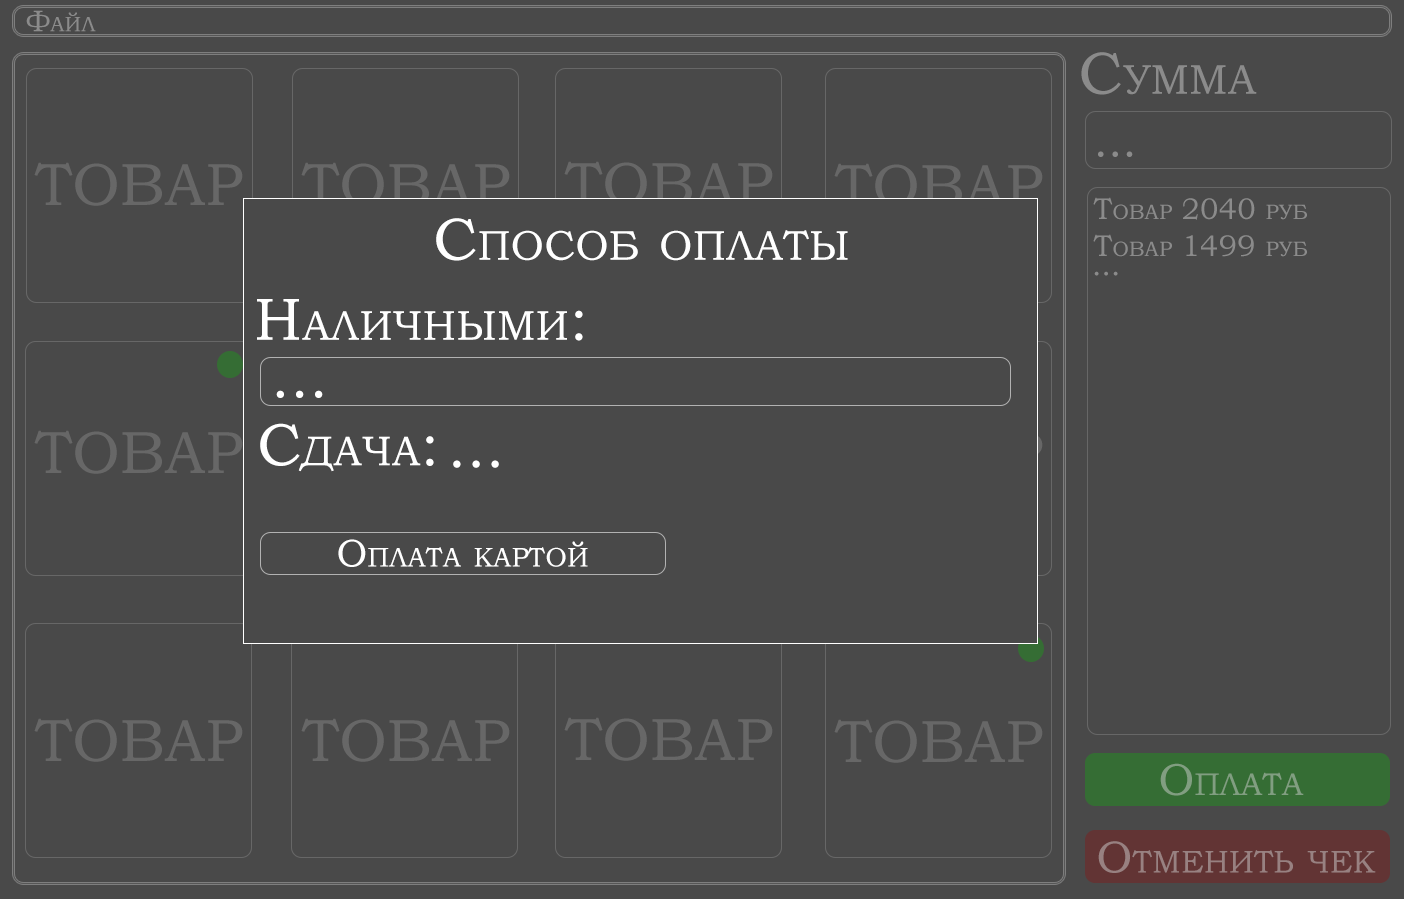 Файл
Сумма
...
ТОВАР
ТОВАР
ТОВАР
ТОВАР
Товар 2040 руб
Товар 1499 руб
...
Способ оплаты
Наличными:
...
Сдача: ...
Оплата картой
ТОВАР
ТОВАР
ТОВАР
ТОВАР
ТОВАР
Оплата
Отменить чек